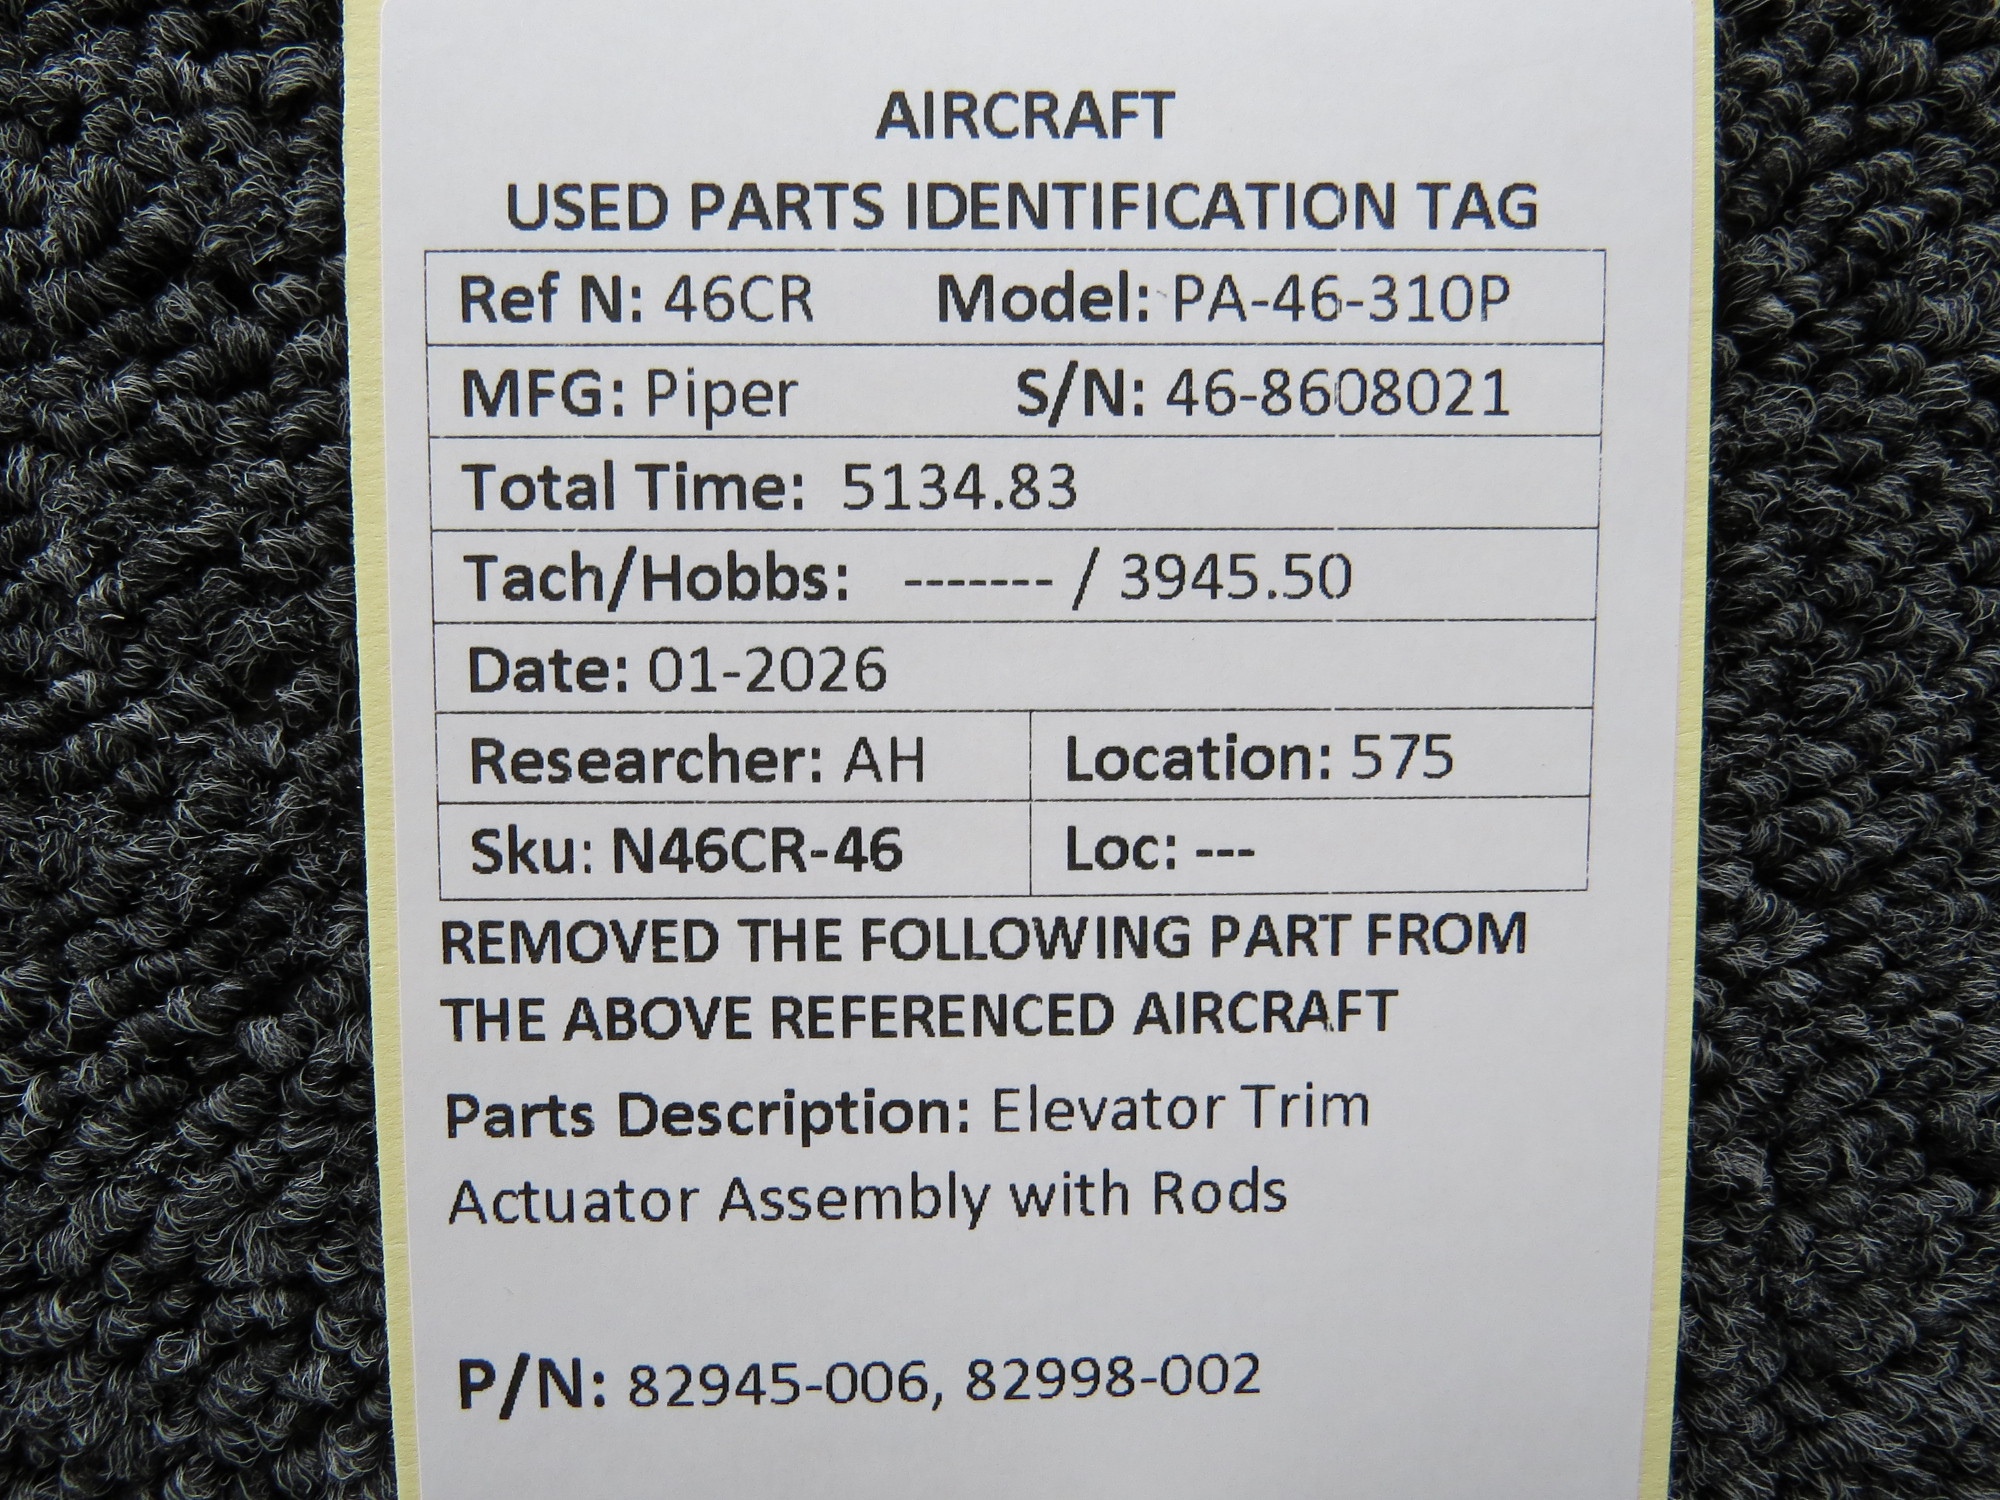 AIRCRAFT
USED PARTS IDENTIFICATION TAG
Ref N: 46CR Model: PA-46-310P
MFG: Piper S/N: 46-8608021
Total Time: 5134.83
Tach/Hobbs: ------- / 3945.50
Date: 01-2026
Researcher: AH Location: 575
Sku: N46CR-46 Loc: ---
REMOVED THE FOLLOWING PART FROM
THE ABOVE REFERENCED AIRCRAFT
Parts Description: Elevator Trim
Actuator Assembly with Rods
P/N: 82945-006, 82998-002